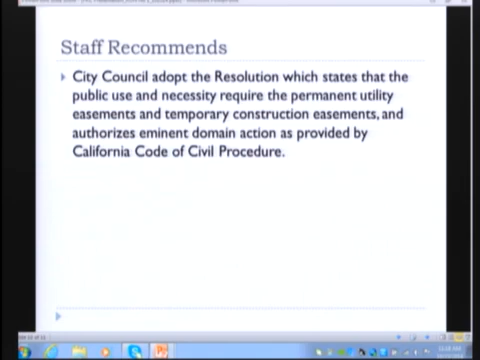 Staff Recommends
City Council adopt the Resolution which states that the
public use and necessity require the permanent utility
easements and temporary construction easements, and
authorizes eminent domain action as provided by
California Code of Civil Procedure.